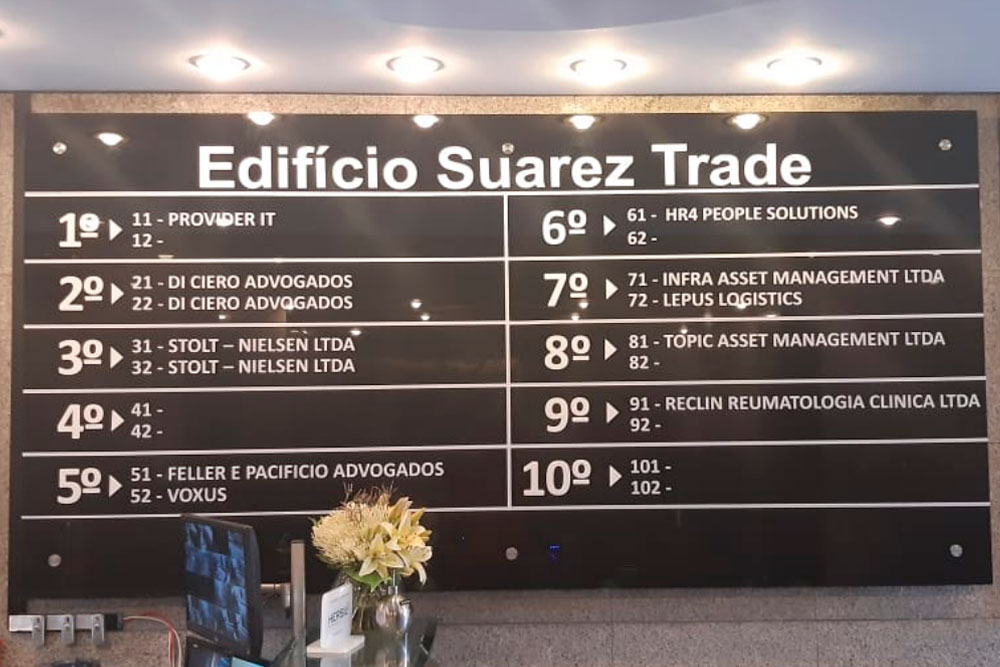 Edifício Suarez Trade
1º
11 - PROVIDER IT
12 -
2º
21 - DI CIERO ADVOGADOS
22 - DI CIERO ADVOGADOS
3º
31 - STOLT – NIELSEN LTDA
32 - STOLT – NIELSEN LTDA
4º
41 -
42 -
5º
51 - FELLER E PACIFICIO ADVOGADOS
52 - VOXUS
6º
61 - HR4 PEOPLE SOLUTIONS
62 -
7º
71 - INFRA ASSET MANAGEMENT LTDA
72 - LEPUS LOGISTICS
8º
81 - TOPIC ASSET MANAGEMENT LTDA
82 -
9º
91 - RECLIN REUMATOLOGIA CLINICA LTDA
92 -
10º
101 -
102 -